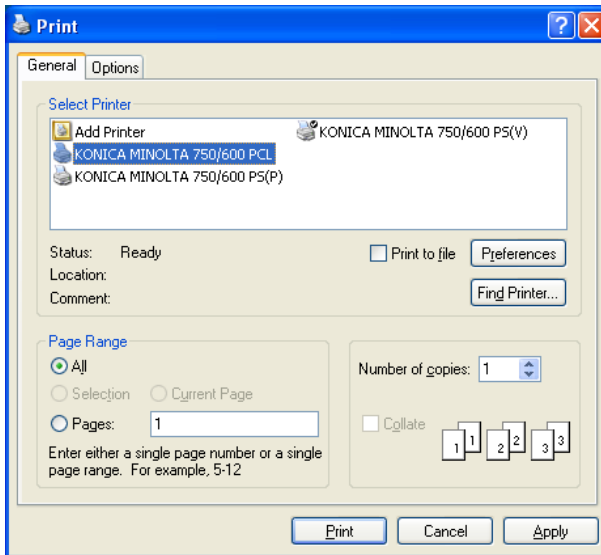 Print
General Options
Select Printer
Add Printer
KONICA MINOLTA 750/600 PS(V)
KONICA MINOLTA 750/600 PCL
KONICA MINOLTA 750/600 PS(P)
Status: Ready
Print to file
Preferences
Location:
Comment:
Find Printer...
Page Range
All
Selection
Current Page
Pages: 1
Enter either a single page number or a single
page range. For example, 5-12
Number of copies: 1
Collate
1 1 2 2 3 3
Print
Cancel
Apply